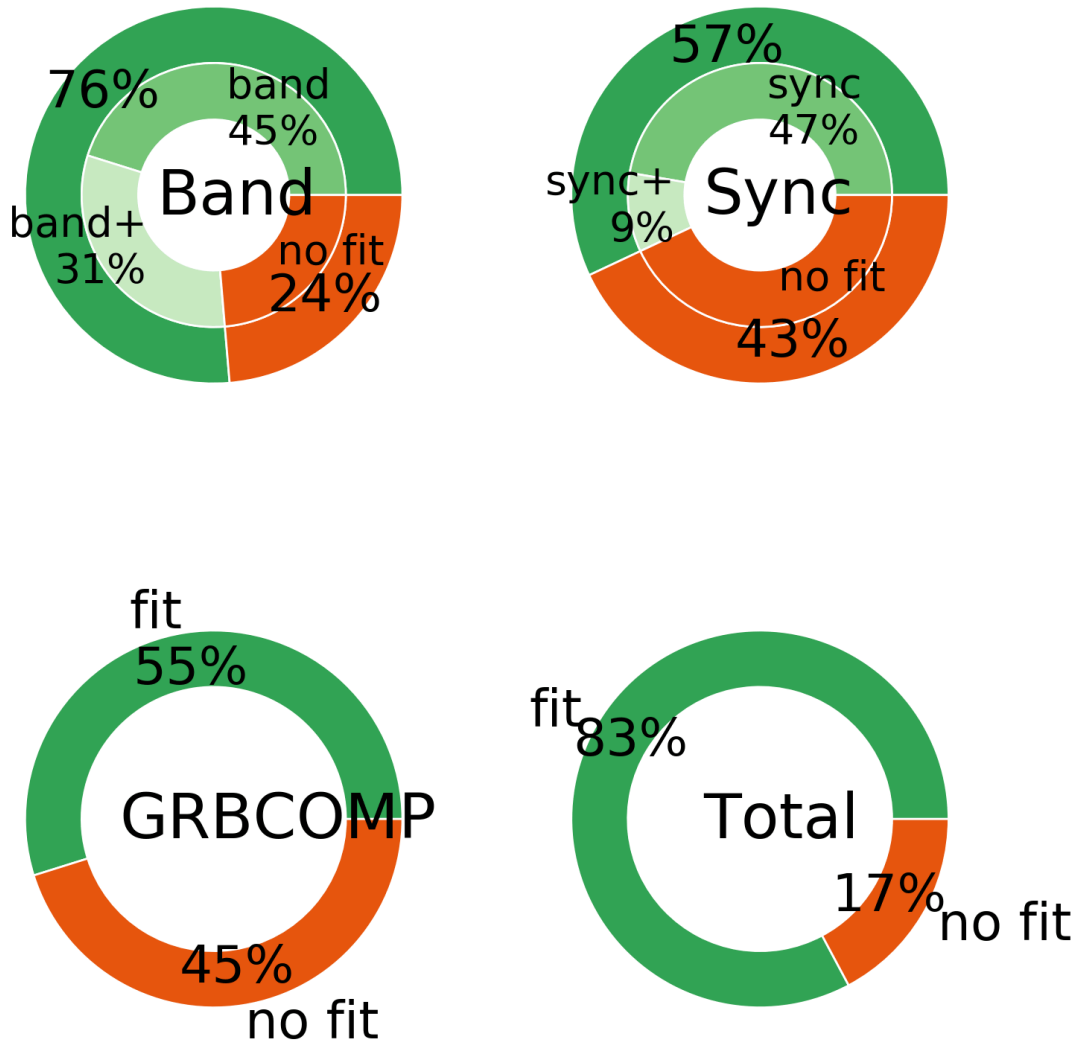 76%
band
45%
Band
band+
31%
no fit
24%
57%
sync
47%
Sync
sync+
9%
no fit
43%
fit
55%
GRBCOMP
45%
no fit
fit
83%
Total
17%
no fit